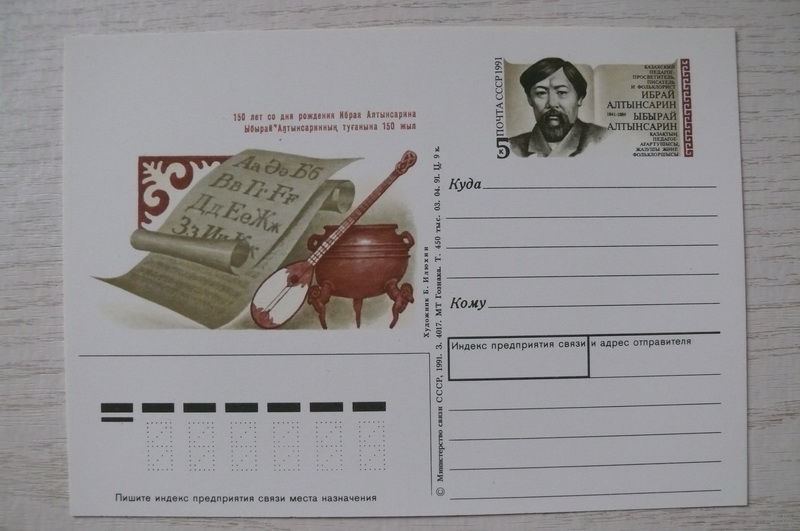 150 лет со дня рождения Ибрая Алтынсарина
Ыбырай Алтынсаринның туғанына 150 жыл
Аа Әә Бб
Вв Гг Ғғ
Дд Ее Жж
Зз Ии Кк
ПОЧТА СССР 1991
5 к
КАЗАХСКИЙ
ПЕДАГОГ-
ПРОСВЕТИТЕЛЬ,
ПИСАТЕЛЬ
И ФОЛЬКЛОРИСТ
ИБРАЙ
АЛТЫНСАРИН
1841-1889
ЫБЫРАЙ
АЛТЫНСАРИН
ҚАЗАҚТЫҢ
ПЕДАГОГ-
АҒАРТУШЫСЫ,
ЖАЗУШЫ ЖӘНЕ
ФОЛЬКЛОРШЫСЫ
Куда
Кому
Индекс предприятия связи и адрес отправителя
Художник Б. Илюхин
© Министерство связи СССР, 1991. З. 4017. МТ Гознака. Т. 450 тыс. 03. 04. 91. Ц. 9 к.
Пишите индекс предприятия связи места назначения